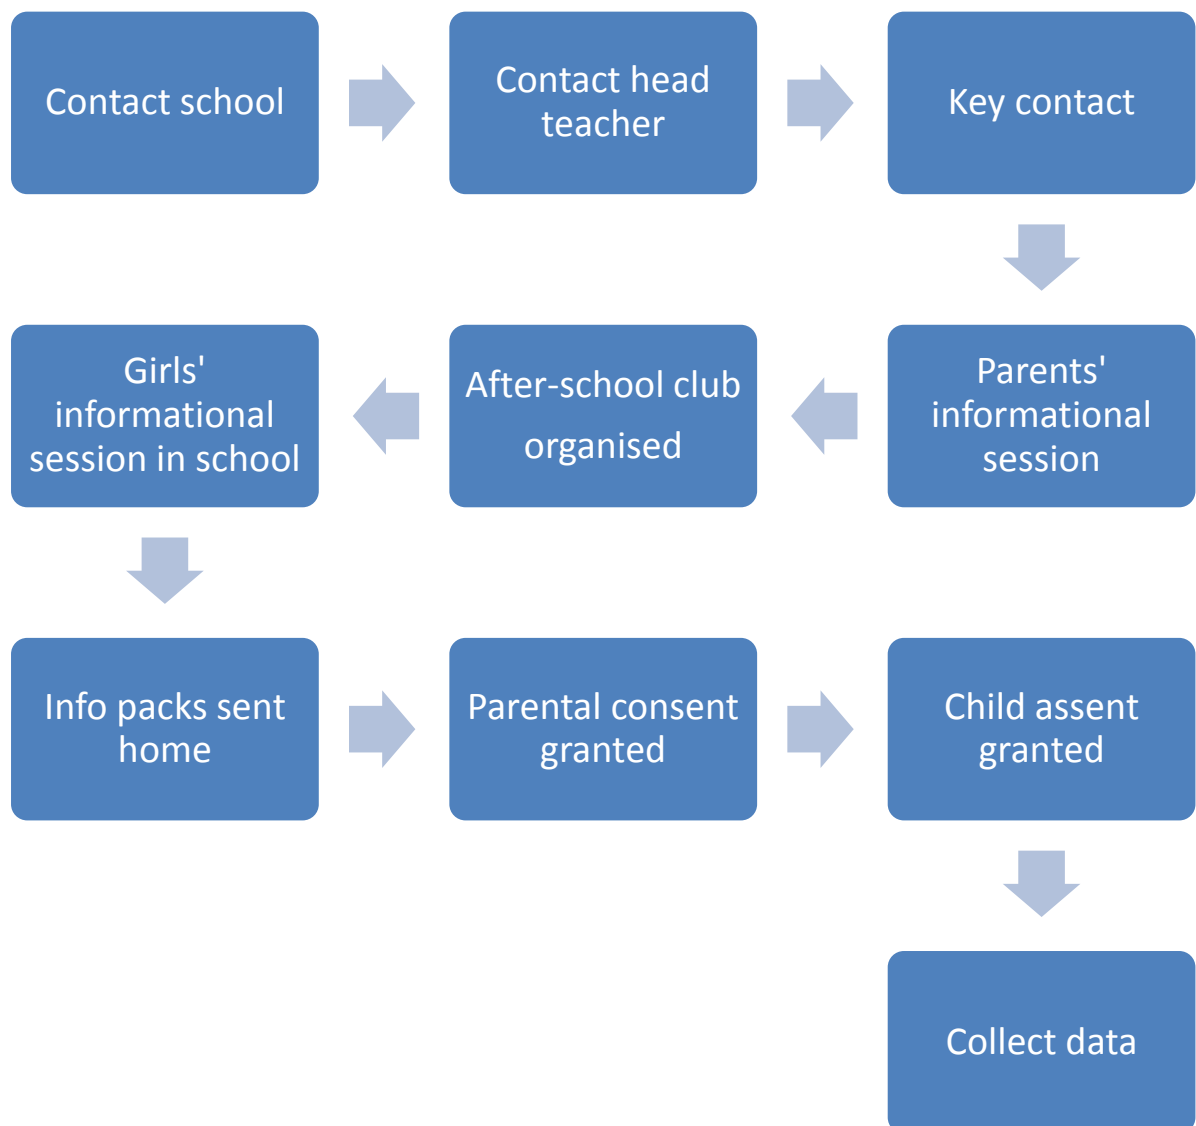 Contact school
Contact head
teacher
Key contact
Parents'
informational
session
After-school club
organised
Girls'
informational
session in school
Info packs sent
home
Parental consent
granted
Child assent
granted
Collect data